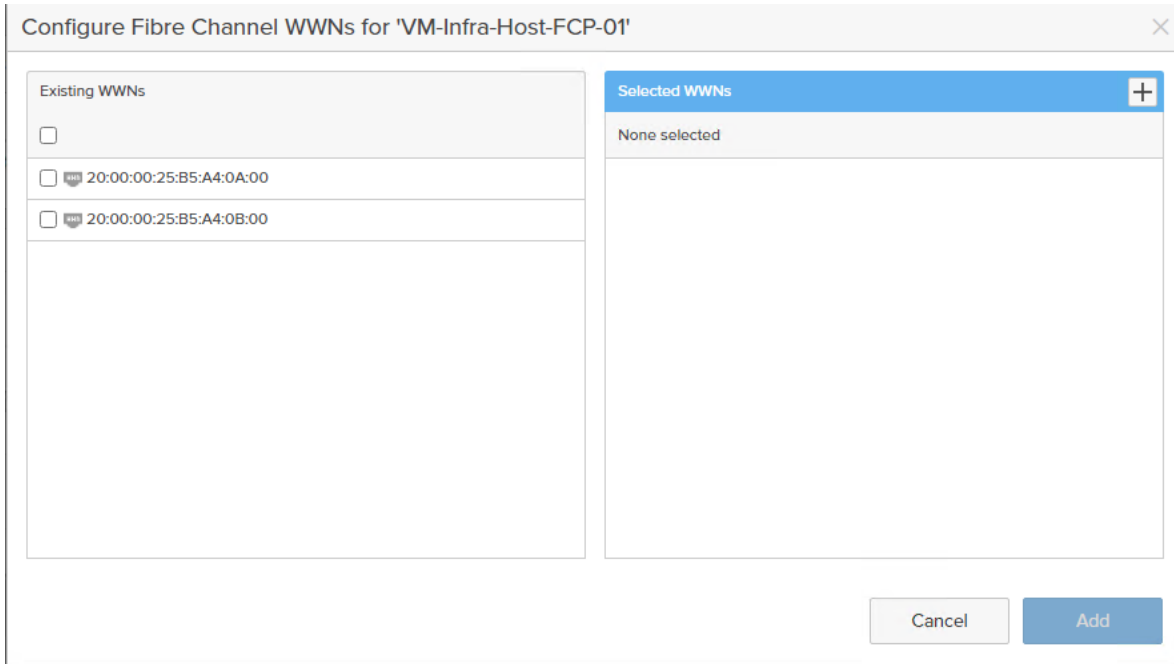 Configure Fibre Channel WWNs for 'VM-Infra-Host-FCP-01'
Existing WWNs
20:00:00:25:B5:A4:0A:00
20:00:00:25:B5:A4:0B:00
Selected WWNs
None selected
Cancel
Add